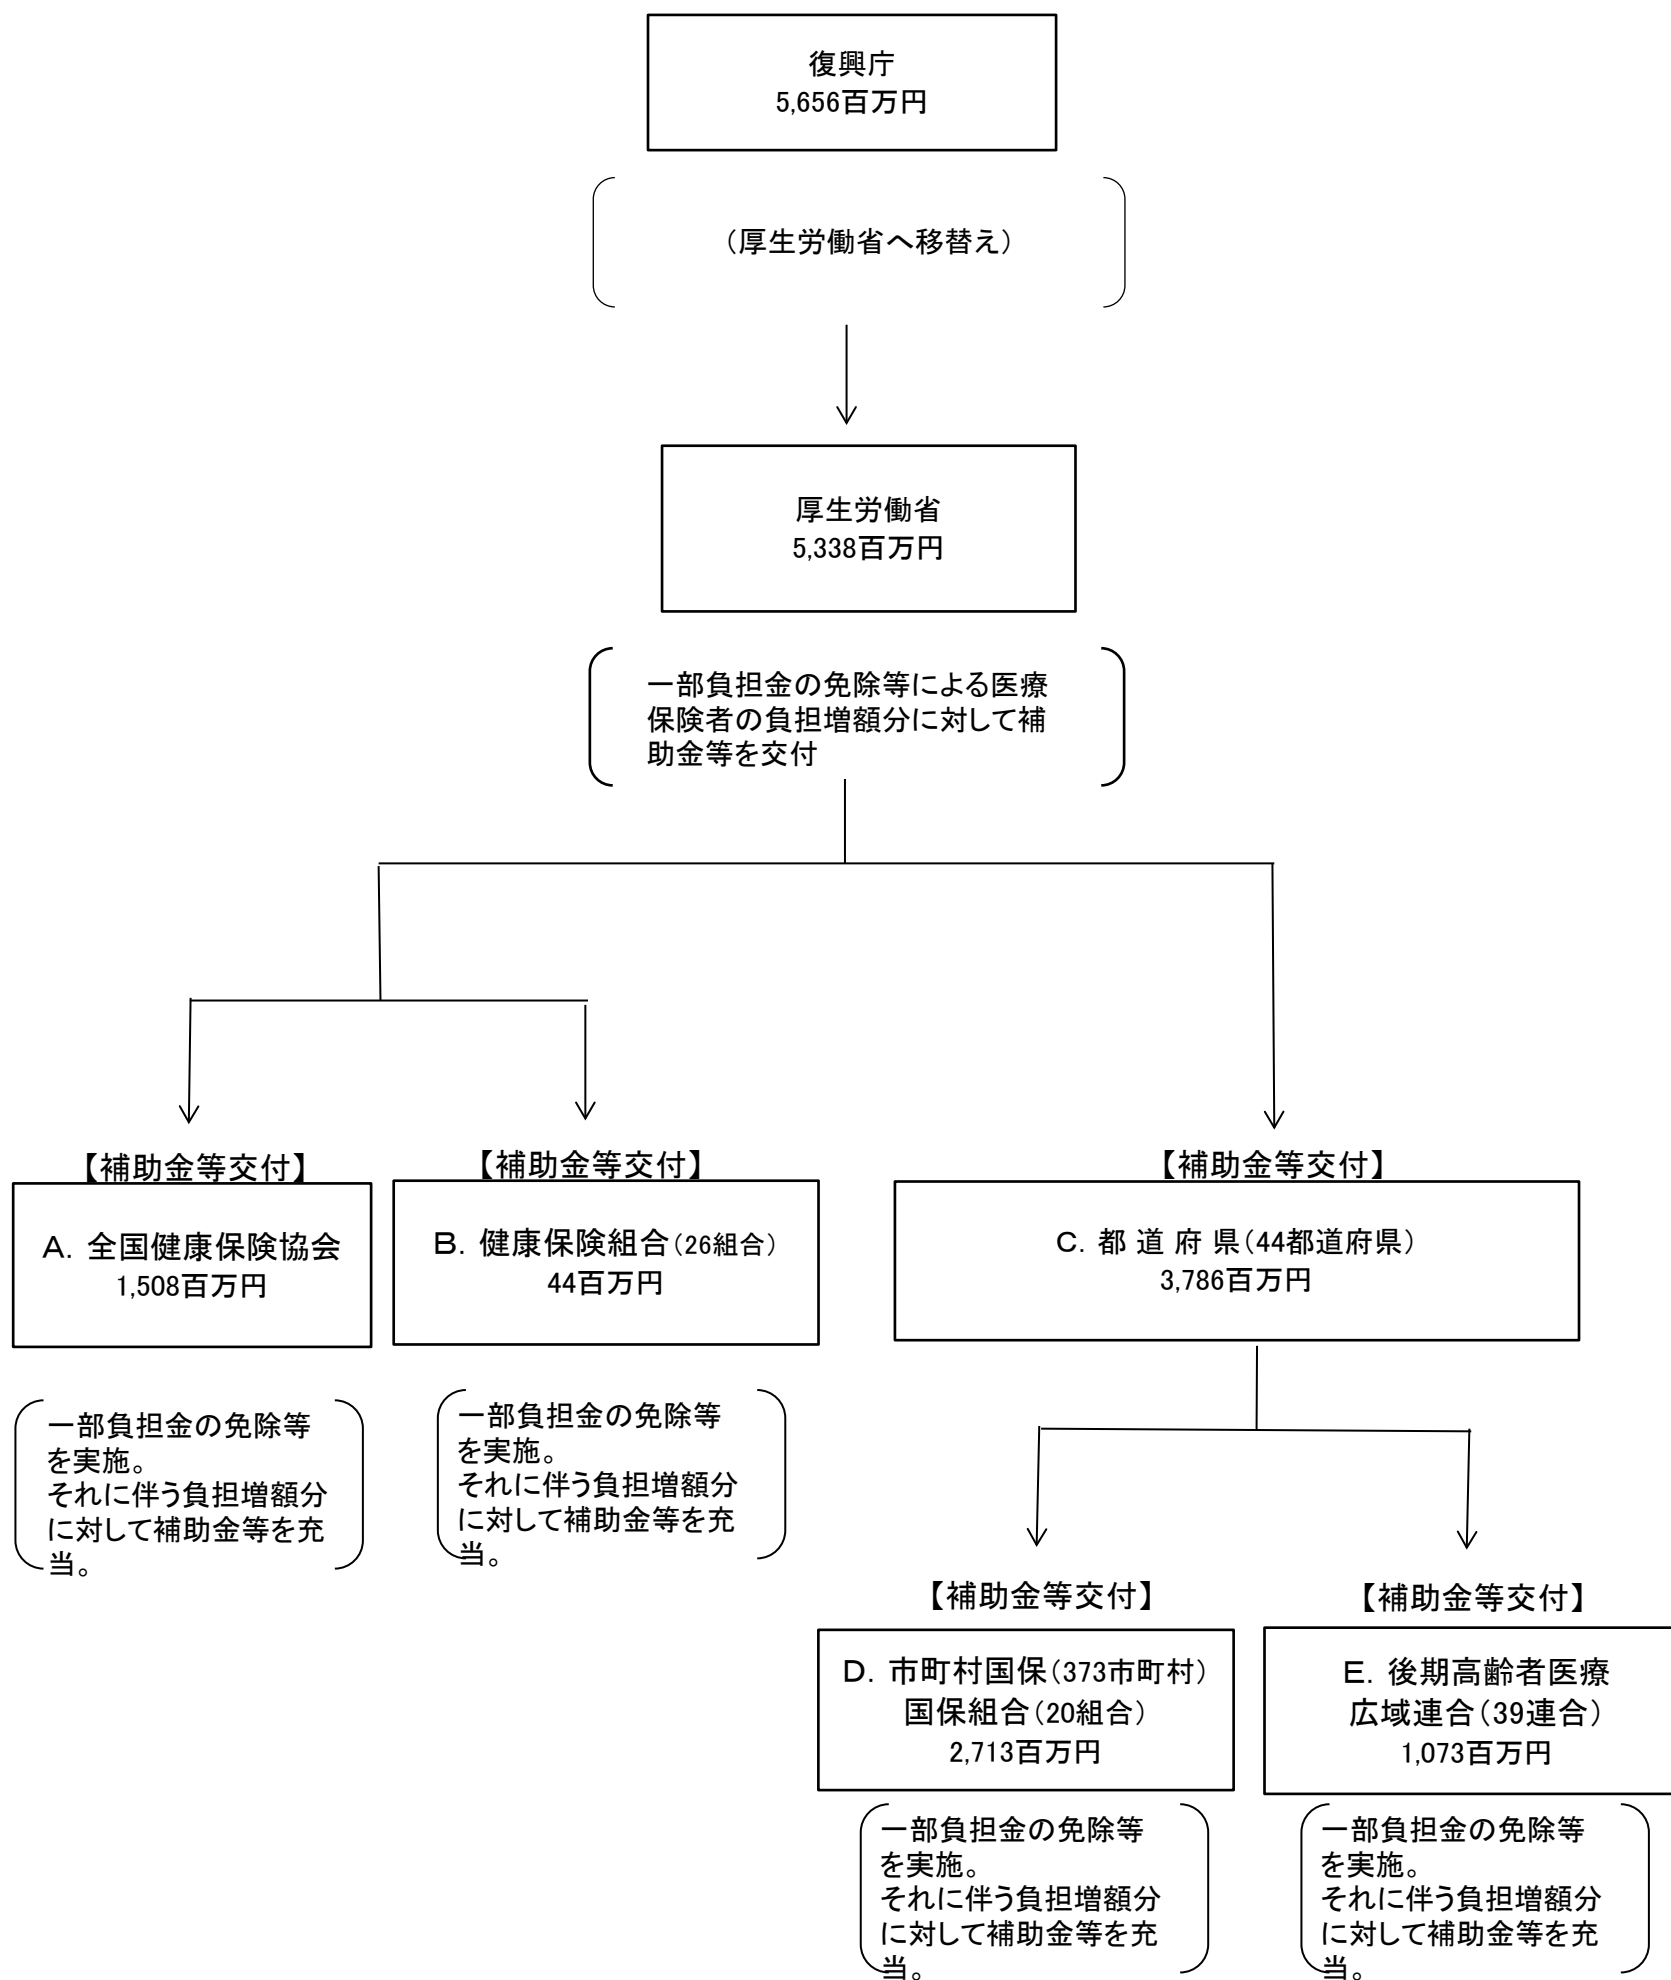 復興庁
5,656百万円
（厚生労働省へ移替え）
厚生労働省
5,338百万円
一部負担金の免除等による医療
保険者の負担増額分に対して補
助金等を交付
【補助金等交付】
A．全国健康保険協会
1,508百万円
一部負担金の免除等
を実施。
それに伴う負担増額分
に対して補助金等を充
当。
【補助金等交付】
B．健康保険組合（26組合）
44百万円
一部負担金の免除等
を実施。
それに伴う負担増額分
に対して補助金等を充
当。
【補助金等交付】
C．都 道 府 県（44都道府県）
3,786百万円
【補助金等交付】
D．市町村国保（373市町村）
国保組合（20組合）
2,713百万円
一部負担金の免除等
を実施。
それに伴う負担増額分
に対して補助金等を充
当。
【補助金等交付】
E．後期高齢者医療
広域連合（39連合）
1,073百万円
一部負担金の免除等
を実施。
それに伴う負担増額分
に対して補助金等を充
当。